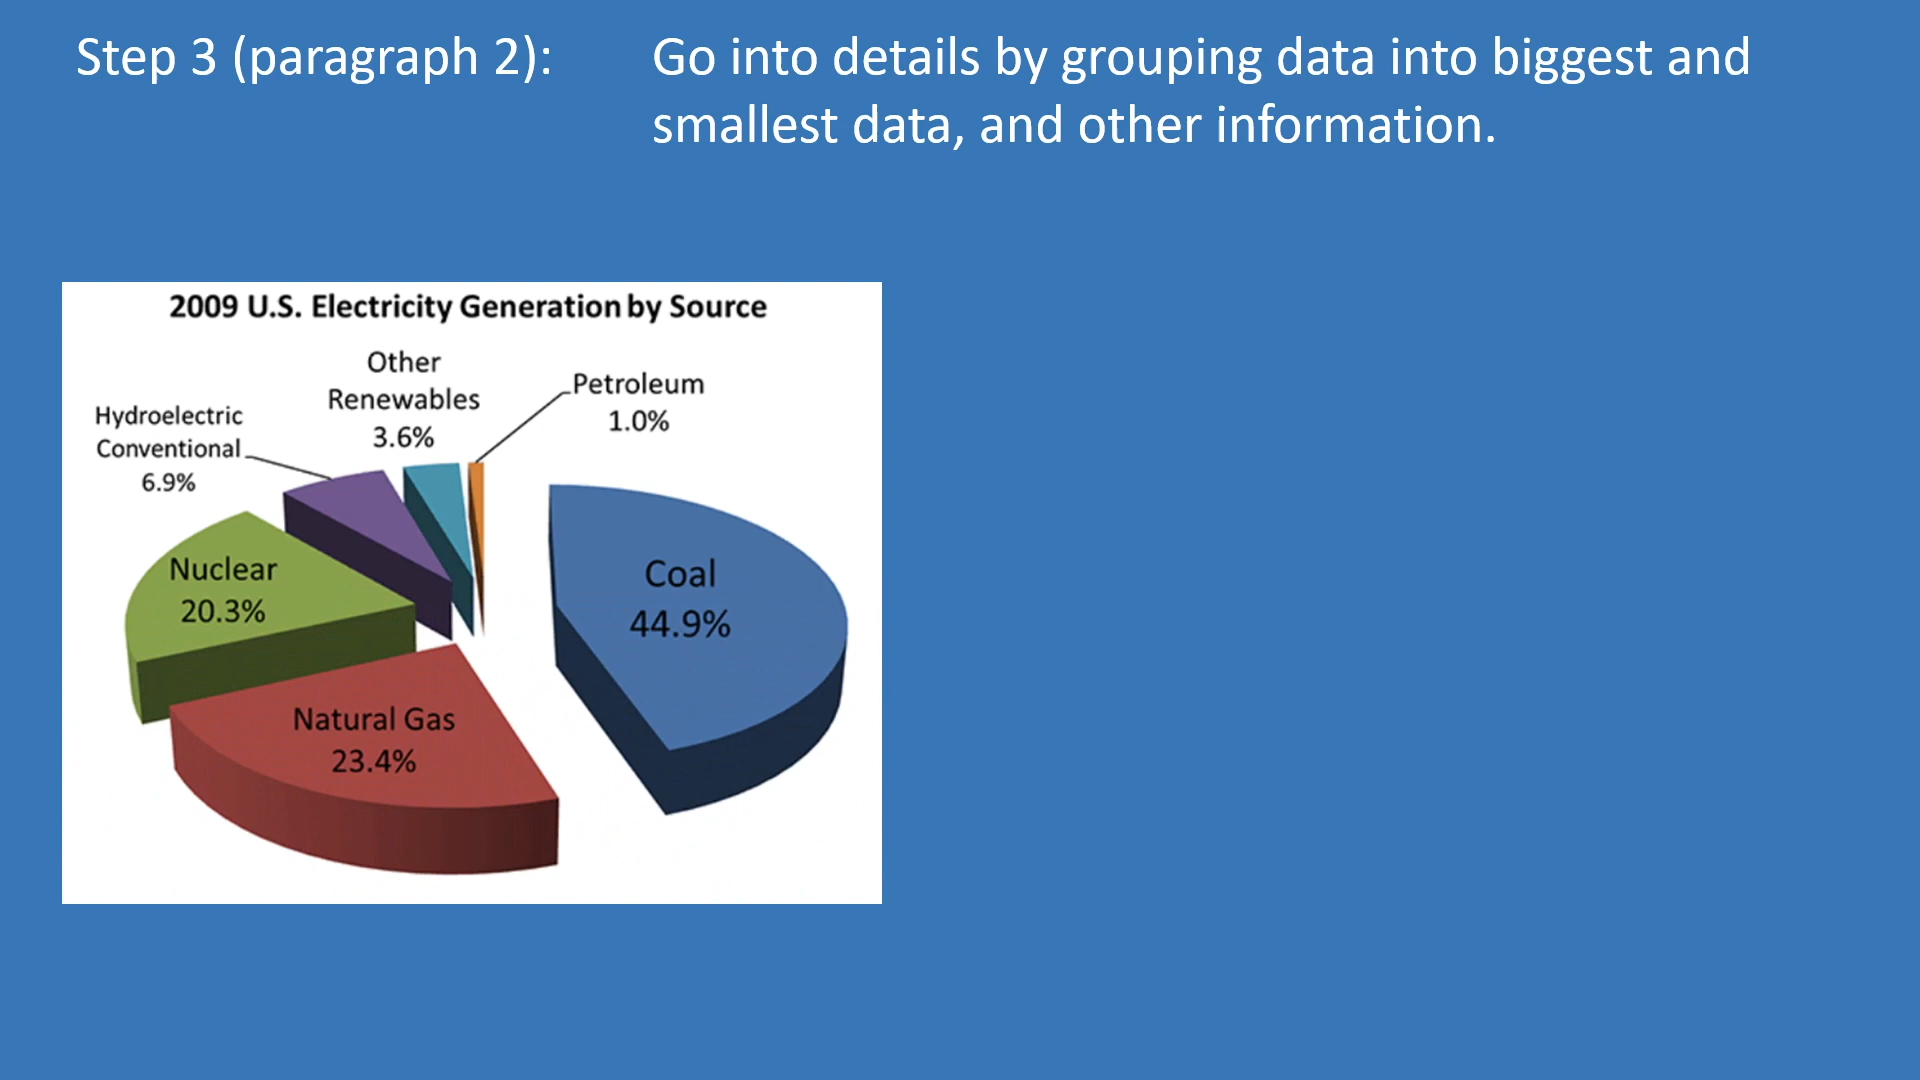 Step 3 (paragraph 2): Go into details by grouping data into biggest and
smallest data, and other information.
2009 U.S. Electricity Generation by Source
Other
Renewables
3.6%
Petroleum
1.0%
Hydroelectric
Conventional
6.9%
Nuclear
20.3%
Coal
44.9%
Natural Gas
23.4%